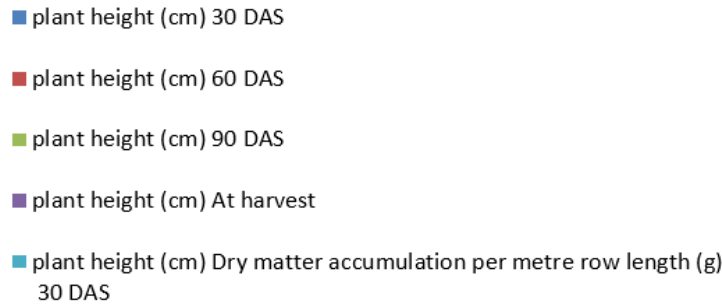 plant height (cm) 30 DAS
plant height (cm) 60 DAS
plant height (cm) 90 DAS
plant height (cm) At harvest
plant height (cm) Dry matter accumulation per metre row length (g)
30 DAS